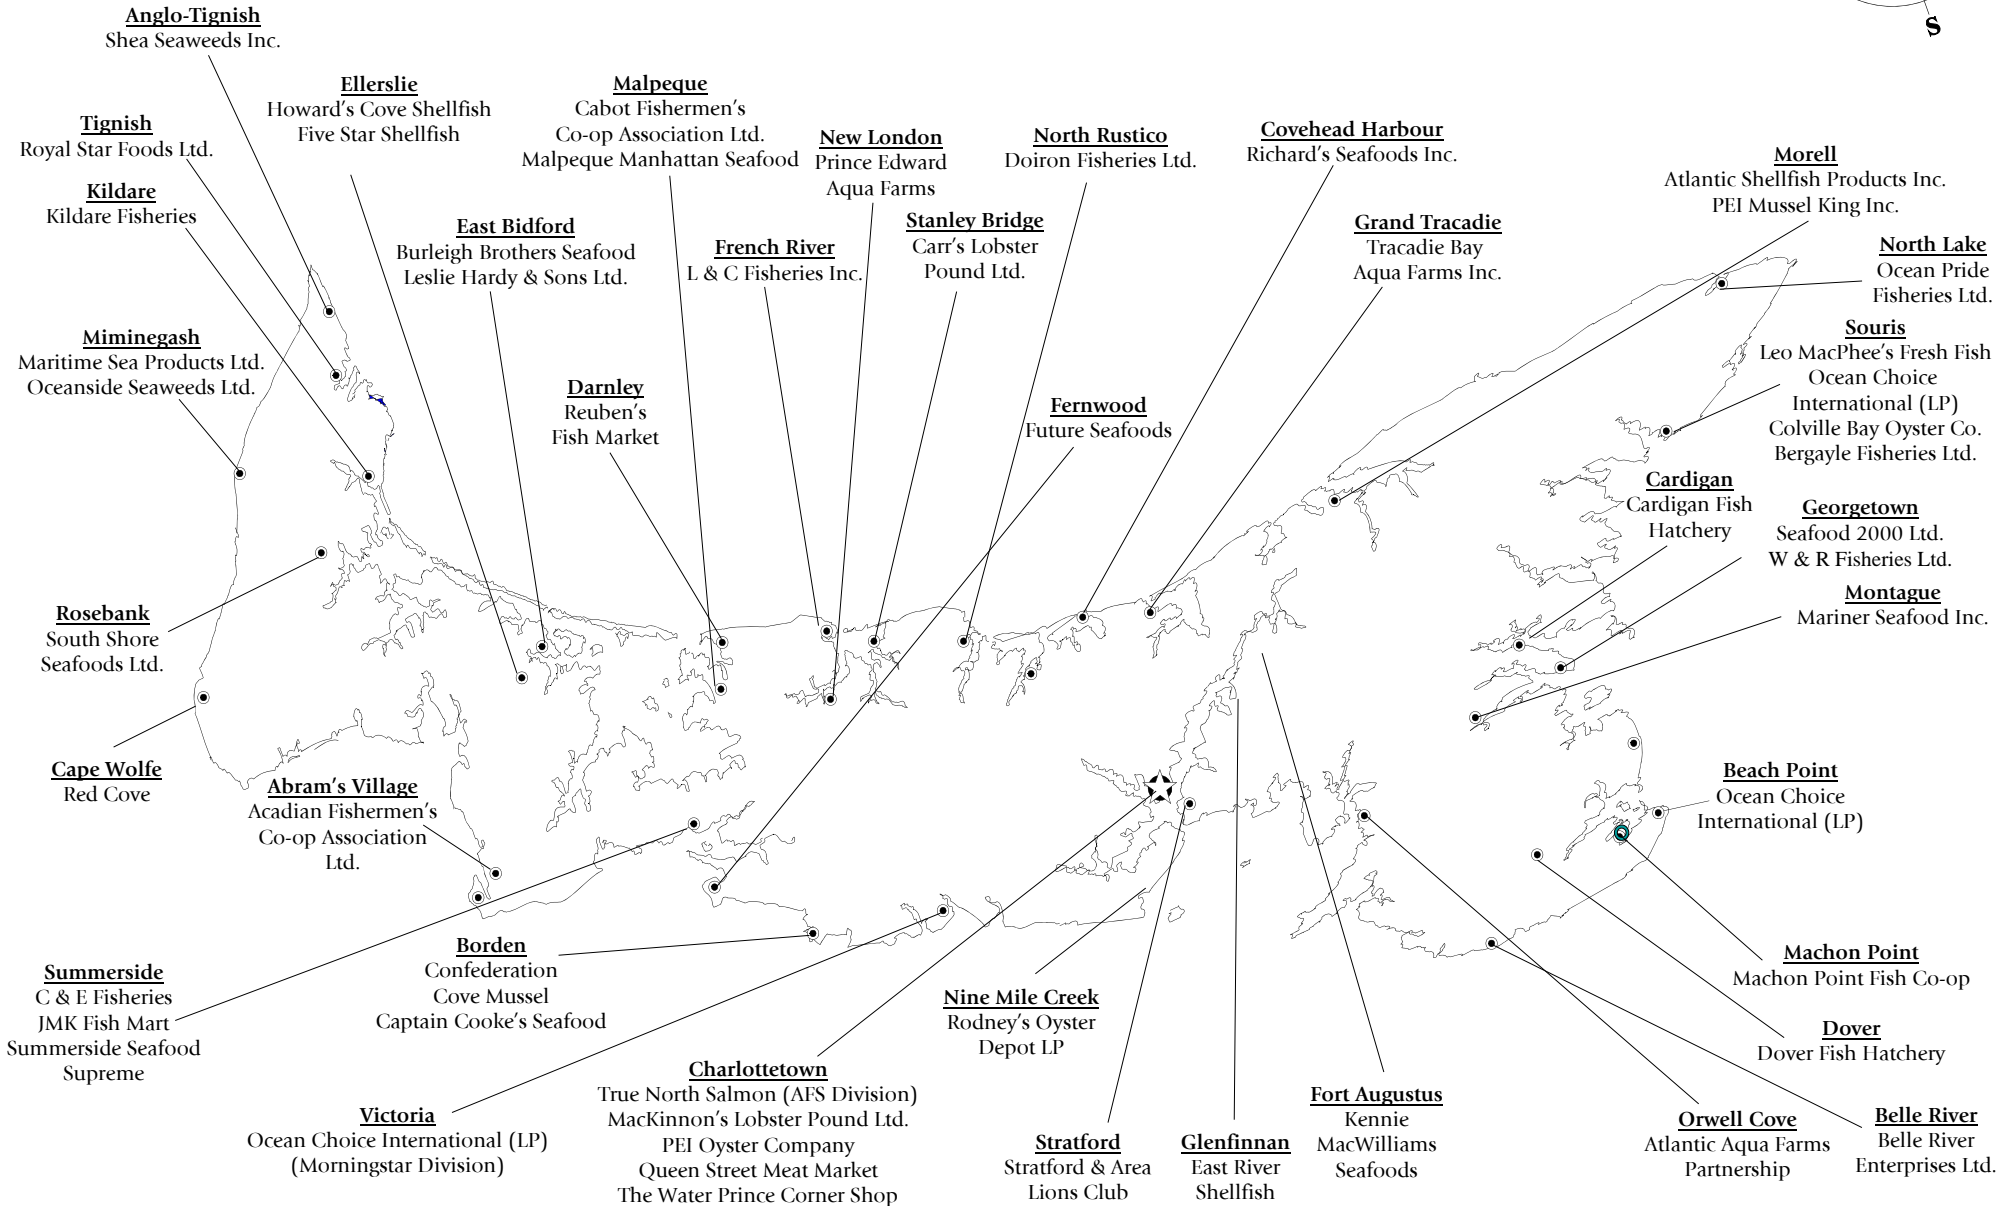 S
Anglo-Tignish
Shea Seaweeds Inc.
Ellerslie
Howard's Cove Shellfish
Five Star Shellfish
Malpeque
Cabot Fishermen's
Co-op Association Ltd.
Malpeque Manhattan Seafood
Tignish
Royal Star Foods Ltd.
New London
Prince Edward
Aqua Farms
North Rustico
Doiron Fisheries Ltd.
Covehead Harbour
Richard's Seafoods Inc.
Morell
Atlantic Shellfish Products Inc.
PEI Mussel King Inc.
Kildare
Kildare Fisheries
East Bidford
Burleigh Brothers Seafood
Leslie Hardy & Sons Ltd.
French River
L & C Fisheries Inc.
Stanley Bridge
Carr's Lobster
Pound Ltd.
Grand Tracadie
Tracadie Bay
Aqua Farms Inc.
North Lake
Ocean Pride
Fisheries Ltd.
Miminegash
Maritime Sea Products Ltd.
Oceanside Seaweeds Ltd.
Darnley
Reuben's
Fish Market
Fernwood
Future Seafoods
Souris
Leo MacPhee's Fresh Fish
Ocean Choice
International (LP)
Colville Bay Oyster Co.
Bergayle Fisheries Ltd.
Cardigan
Cardigan Fish
Hatchery
Georgetown
Seafood 2000 Ltd.
W & R Fisheries Ltd.
Montague
Mariner Seafood Inc.
Rosebank
South Shore
Seafoods Ltd.
Cape Wolfe
Red Cove
Abram's Village
Acadian Fishermen's
Co-op Association
Ltd.
Beach Point
Ocean Choice
International (LP)
Summerside
C & E Fisheries
JMK Fish Mart
Summerside Seafood
Supreme
Borden
Confederation
Cove Mussel
Captain Cooke's Seafood
Nine Mile Creek
Rodney's Oyster
Depot LP
Machon Point
Machon Point Fish Co-op
Dover
Dover Fish Hatchery
Victoria
Ocean Choice International (LP)
(Morningstar Division)
Charlottetown
True North Salmon (AFS Division)
MacKinnon's Lobster Pound Ltd.
PEI Oyster Company
Queen Street Meat Market
The Water Prince Corner Shop
Stratford
Stratford & Area
Lions Club
Glenfinnan
East River
Shellfish
Fort Augustus
Kennie
MacWilliams
Seafoods
Orwell Cove
Atlantic Aqua Farms
Partnership
Belle River
Belle River
Enterprises Ltd.